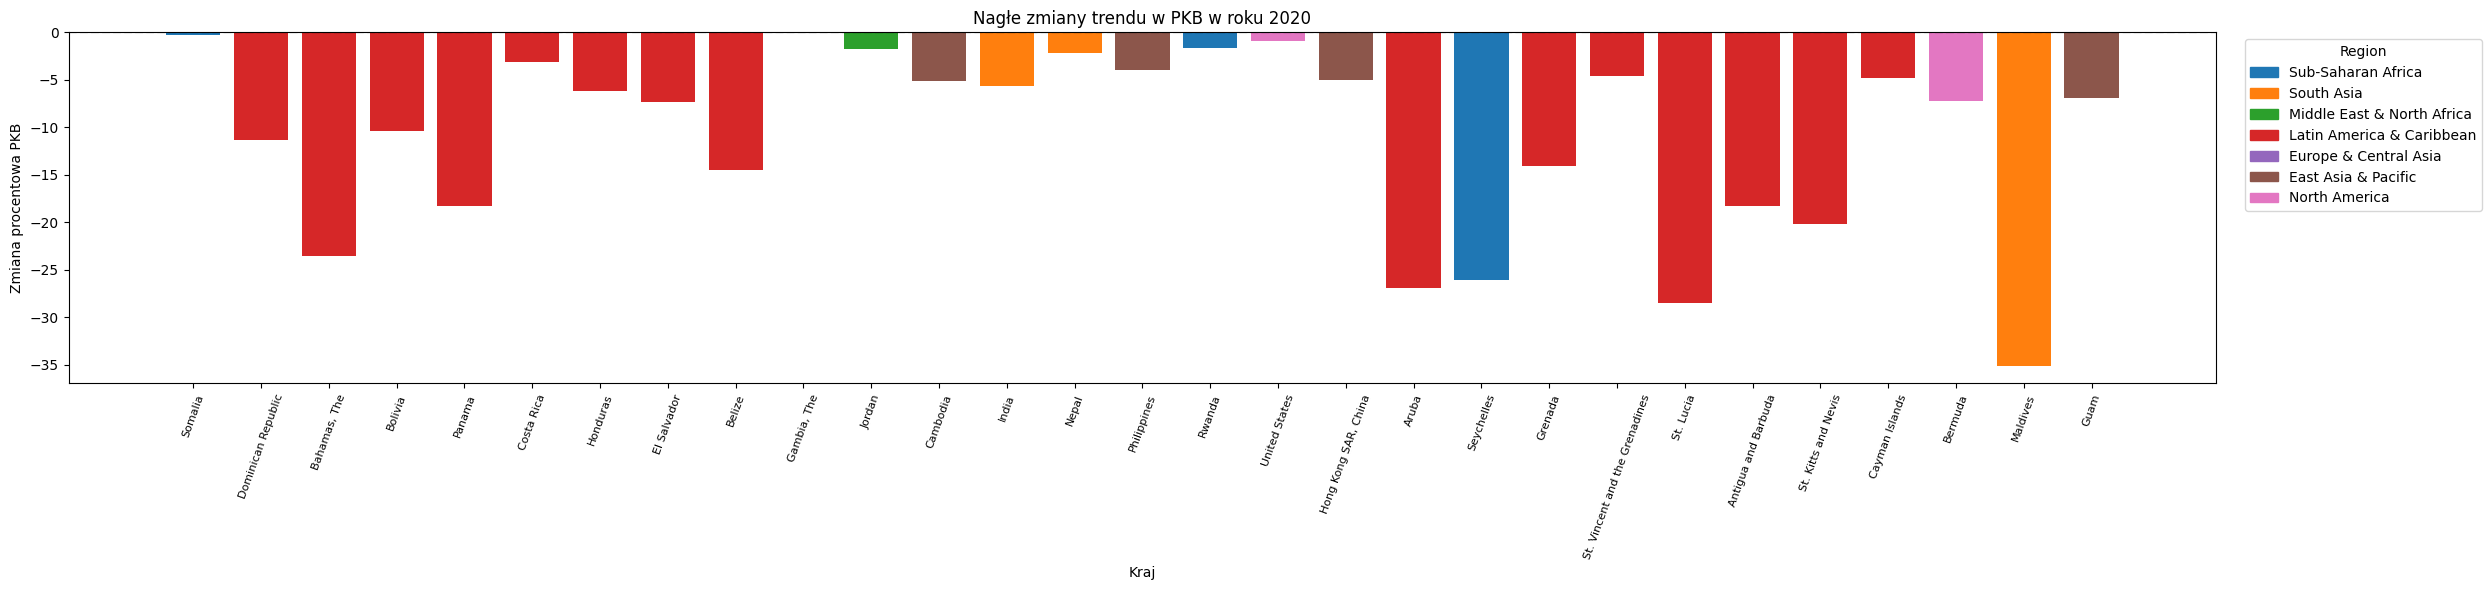 Nagłe zmiany trendu w PKB w roku 2020
Zmiana procentowa PKB
0
−5
−10
−15
−20
−25
−30
−35
Somalia
Dominican Republic
Bahamas, The
Bolivia
Panama
Costa Rica
Honduras
El Salvador
Belize
Gambia, The
Jordan
Cambodia
India
Nepal
Philippines
Rwanda
United States
Hong Kong SAR, China
Aruba
Seychelles
Grenada
St. Vincent and the Grenadines
St. Lucia
Antigua and Barbuda
St. Kitts and Nevis
Cayman Islands
Bermuda
Maldives
Guam
Kraj
Region
Sub-Saharan Africa
South Asia
Middle East & North Africa
Latin America & Caribbean
Europe & Central Asia
East Asia & Pacific
North America